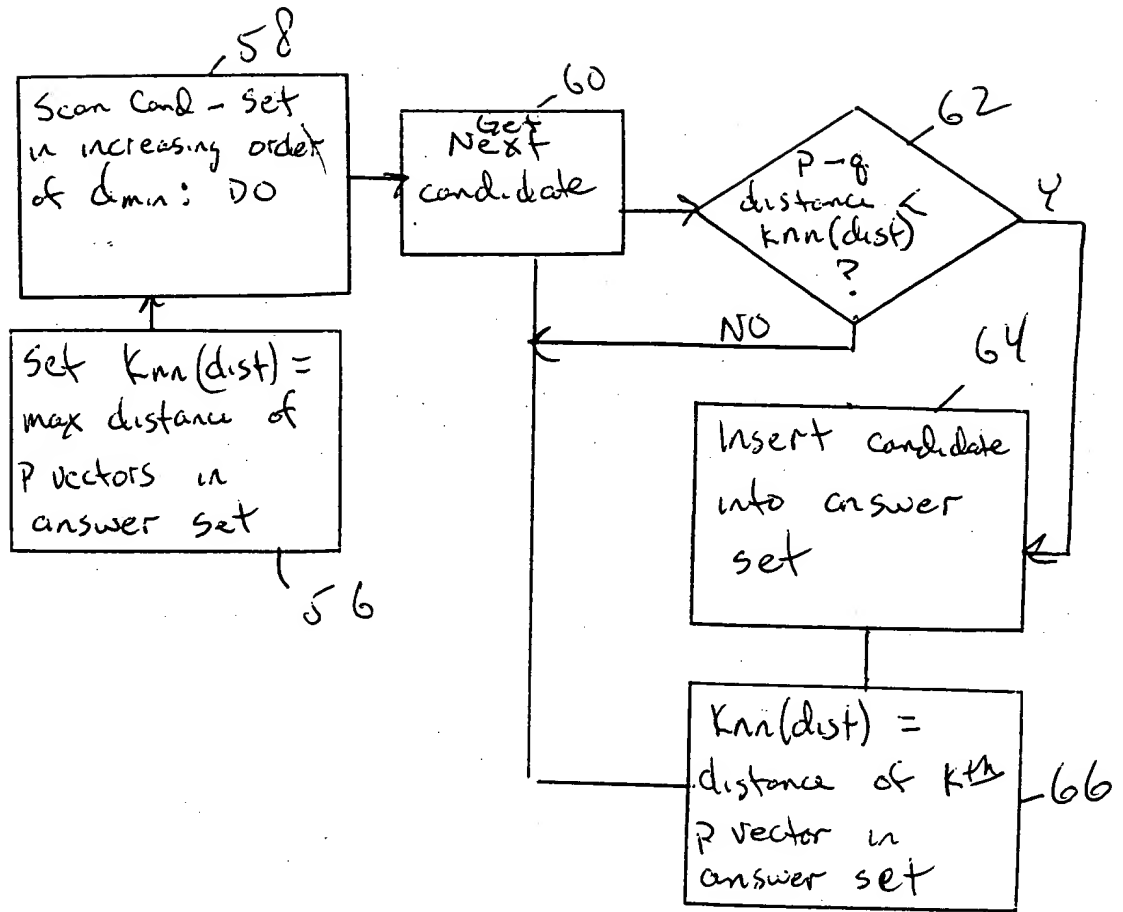 58
Scan Cand - Set
in increasing order
of dmin: DO
60
Get
Next
candidate
62
p - q
distance <
knn(dist)
?
Y
NO
Set Knn(dist) =
max distance of
P vectors in
answer set
56
64
Insert candidate
into answer
set
Knn(dist) =
distance of Kth
P vector in
answer set
66